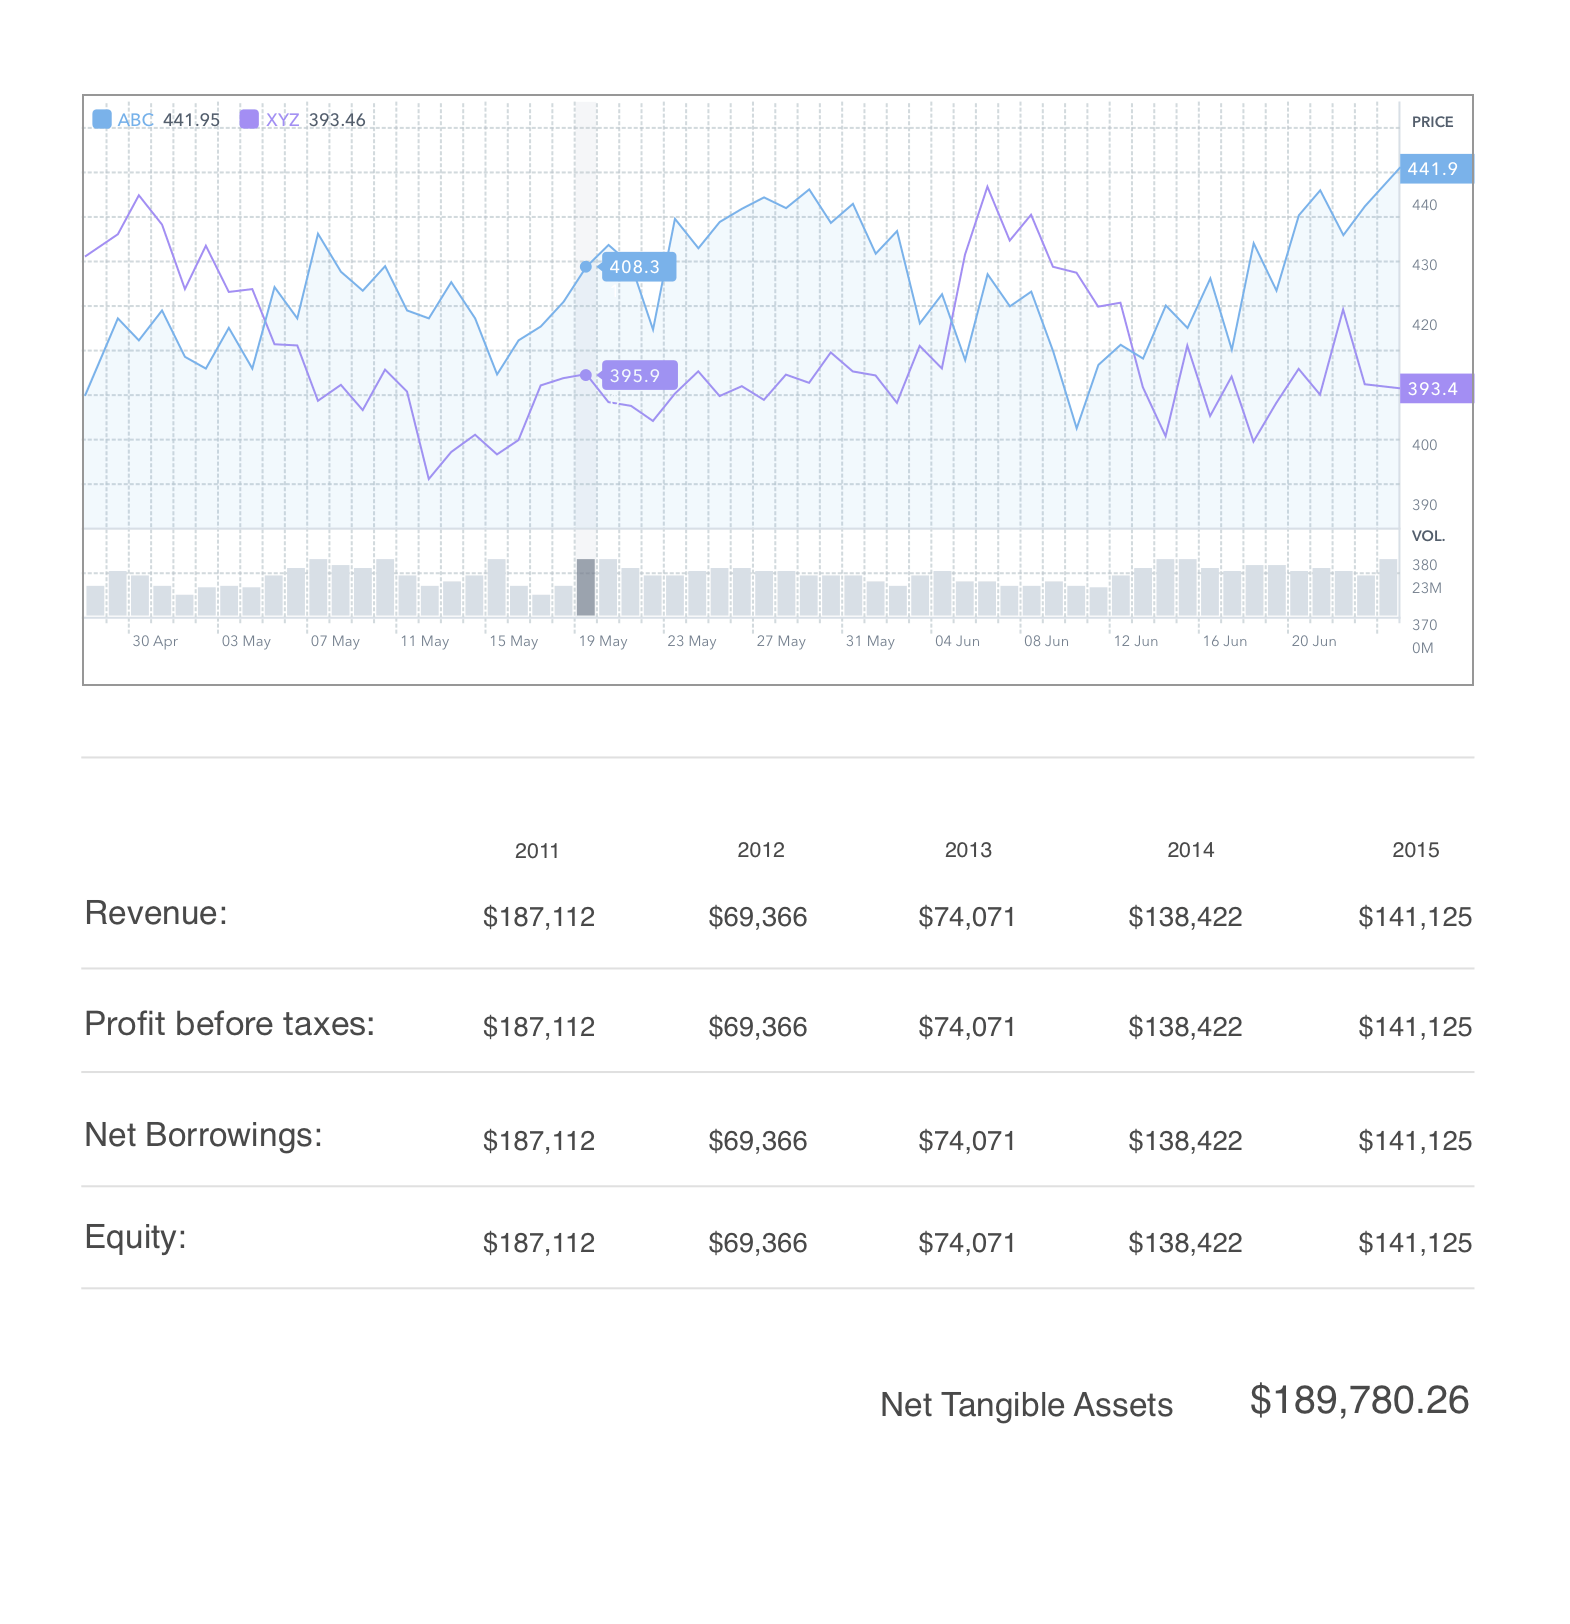 ABC 441.95 XYZ 393.46
PRICE
441.9
440
430
408.3
420
395.9
393.4
400
390
VOL.
380
23M
370
0M
30 Apr 03 May 07 May 11 May 15 May 19 May 23 May 27 May 31 May 04 Jun 08 Jun 12 Jun 16 Jun 20 Jun
2011 2012 2013 2014 2015
Revenue: $187,112 $69,366 $74,071 $138,422 $141,125
Profit before taxes: $187,112 $69,366 $74,071 $138,422 $141,125
Net Borrowings: $187,112 $69,366 $74,071 $138,422 $141,125
Equity: $187,112 $69,366 $74,071 $138,422 $141,125
Net Tangible Assets $189,780.26